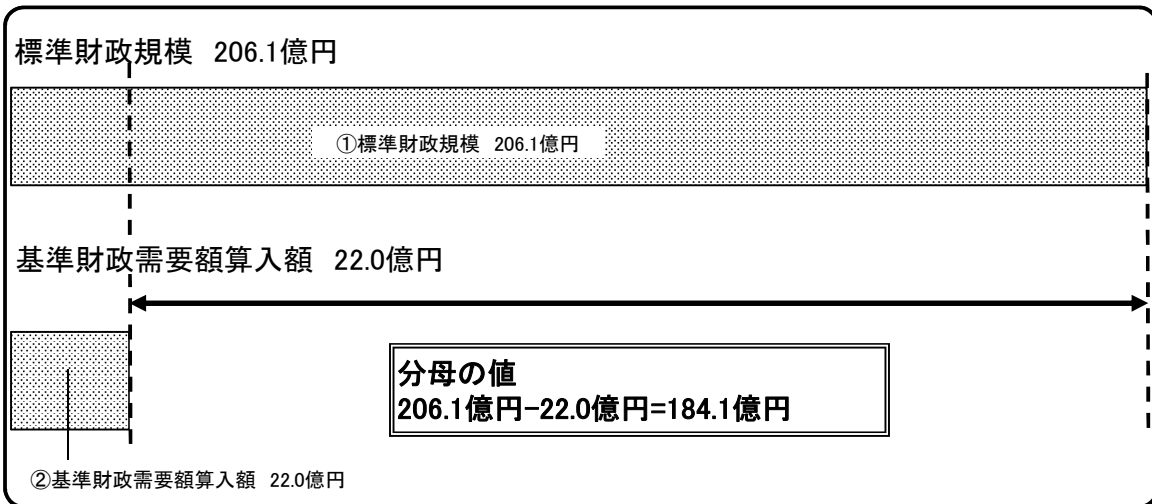 標準財政規模 206.1億円
①標準財政規模 206.1億円
基準財政需要額算入額 22.0億円
分母の値
206.1億円-22.0億円=184.1億円
②基準財政需要額算入額 22.0億円